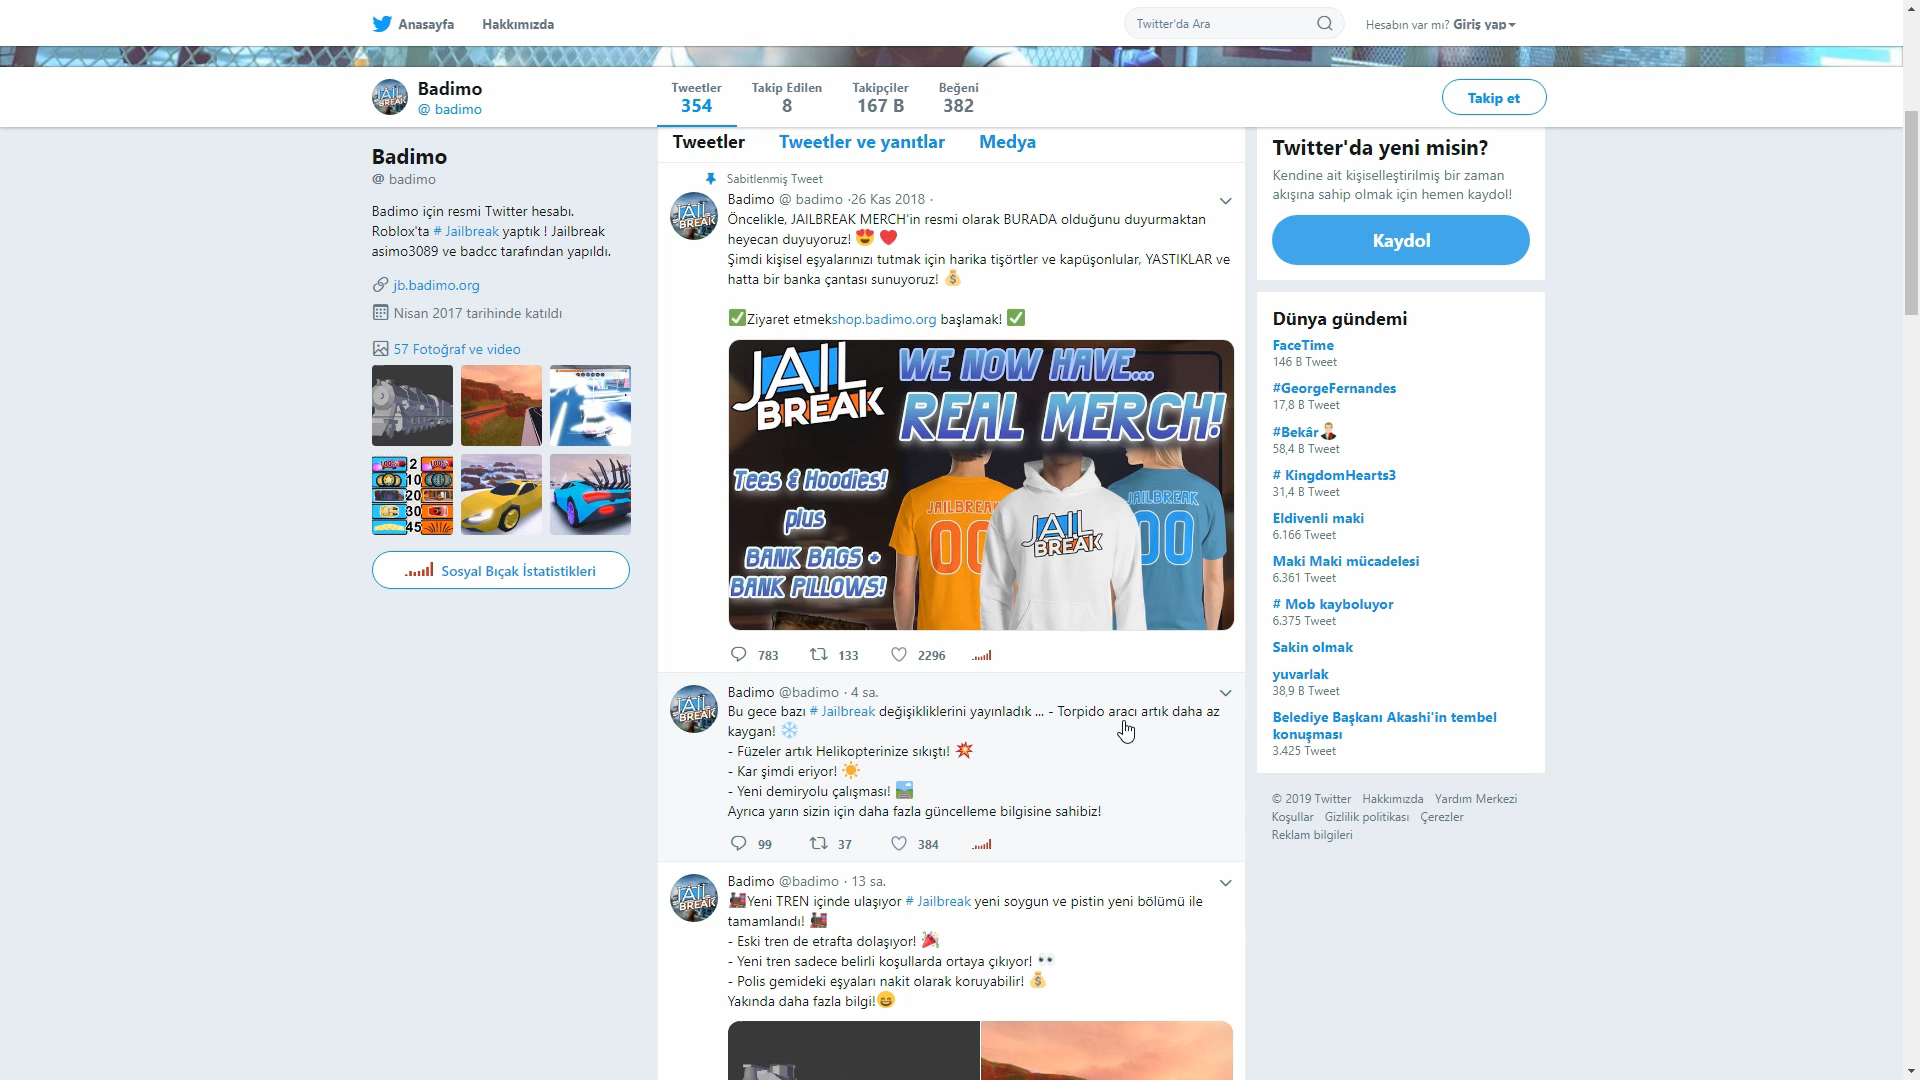 Anasayfa
Hakkımızda
Twitter'da Ara
Hesabın var mı? Giriş yap
Badimo
@ badimo
Tweetler
354
Takip Edilen
8
Takipçiler
167 B
Beğeni
382
Takip et
Badimo
@ badimo
Badimo için resmi Twitter hesabı.
Roblox'ta # Jailbreak yaptık ! Jailbreak
asimo3089 ve badcc tarafından yapıldı.
jb.badimo.org
Nisan 2017 tarihinde katıldı
57 Fotoğraf ve video
2
10
20
30
45
Sosyal Bıçak İstatistikleri
Tweetler
Tweetler ve yanıtlar
Medya
Sabitlenmiş Tweet
Badimo @ badimo ·26 Kas 2018 ·
Öncelikle, JAILBREAK MERCH'in resmi olarak BURADA olduğunu duyurmaktan
heyecan duyuyoruz! 😍 ❤️
Şimdi kişisel eşyalarınızı tutmak için harika tişörtler ve kapüşonlular, YASTIKLAR ve
hatta bir banka çantası sunuyoruz! 💰
✅Ziyaret etmekshop.badimo.org başlamak! ✅
JAIL
BREAK
WE NOW HAVE...
REAL MERCH!
Tees & Hoodies!
plus
BANK BAGS +
BANK PILLOWS!
JAILBREAK
00
JAIL
BREAK
JAILBREAK
00
783
133
2296
Badimo @badimo · 4 sa.
Bu gece bazı # Jailbreak değişikliklerini yayınladık ... - Torpido aracı artık daha az
kaygan! ❄️
- Füzeler artık Helikopterinize sıkıştı! 💥
- Kar şimdi eriyor! ☀️
- Yeni demiryolu çalışması! 🛤️
Ayrıca yarın sizin için daha fazla güncelleme bilgisine sahibiz!
99
37
384
Badimo @badimo · 13 sa.
🚂Yeni TREN içinde ulaşıyor # Jailbreak yeni soygun ve pistin yeni bölümü ile
tamamlandı! 🚂
- Eski tren de etrafta dolaşıyor! 🎉
- Yeni tren sadece belirli koşullarda ortaya çıkıyor! 👀
- Polis gemideki eşyaları nakit olarak koruyabilir! 💰
Yakında daha fazla bilgi!😄
Twitter'da yeni misin?
Kendine ait kişiselleştirilmiş bir zaman
akışına sahip olmak için hemen kaydol!
Kaydol
Dünya gündemi
FaceTime
146 B Tweet
#GeorgeFernandes
17,8 B Tweet
#Bekâr
58,4 B Tweet
# KingdomHearts3
31,4 B Tweet
Eldivenli maki
6.166 Tweet
Maki Maki mücadelesi
6.361 Tweet
# Mob kayboluyor
6.375 Tweet
Sakin olmak
yuvarlak
38,9 B Tweet
Belediye Başkanı Akashi'in tembel
konuşması
3.425 Tweet
© 2019 Twitter Hakkımızda Yardım Merkezi
Koşullar Gizlilik politikası Çerezler
Reklam bilgileri